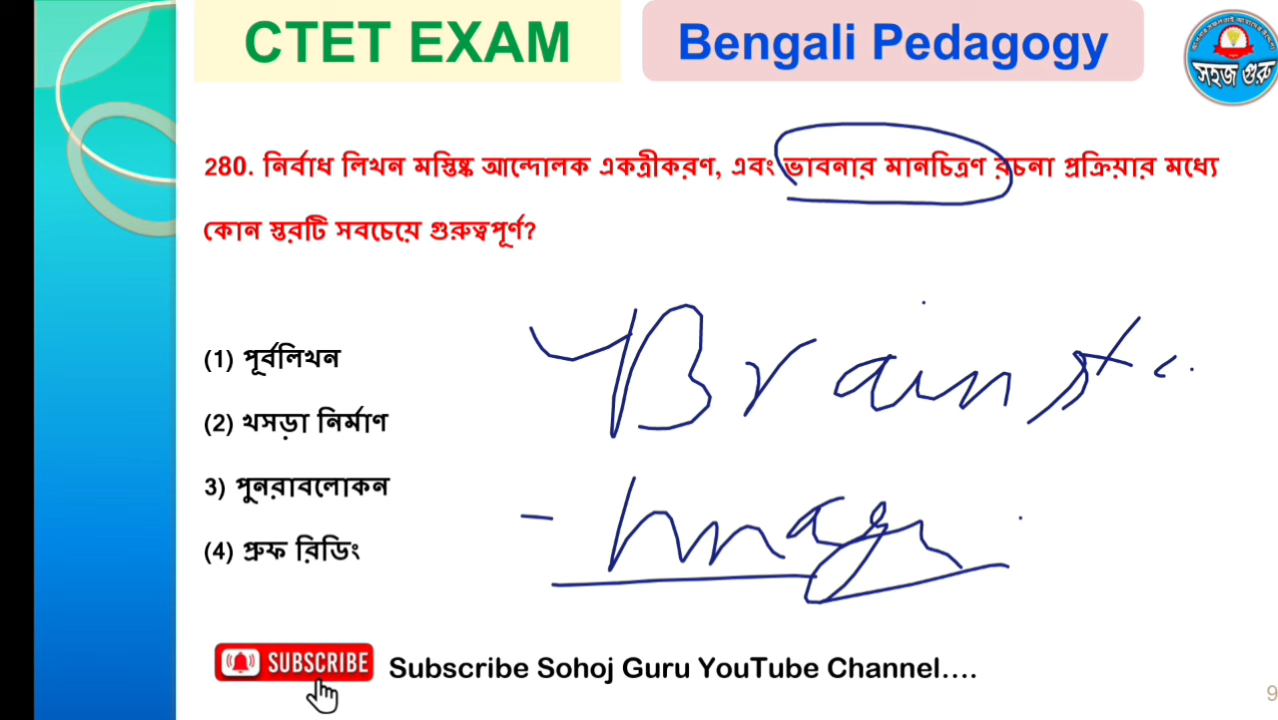 CTET EXAM
Bengali Pedagogy
সহজ গুরু
280. নির্বাধ লিখন মস্তিষ্ক আন্দোলক একত্রীকরণ, এবং ভাবনার মানচিত্রণ রচনা প্রক্রিয়ার মধ্যে
কোন স্তরটি সবচেয়ে গুরুত্বপূর্ণ?
(1) পূর্বলিখন
(2) খসড়া নির্মাণ
3) পুনরাবলোকন
(4) প্রুফ রিডিং
Brainst
SUBSCRIBE
Subscribe Sohoj Guru YouTube Channel....
9